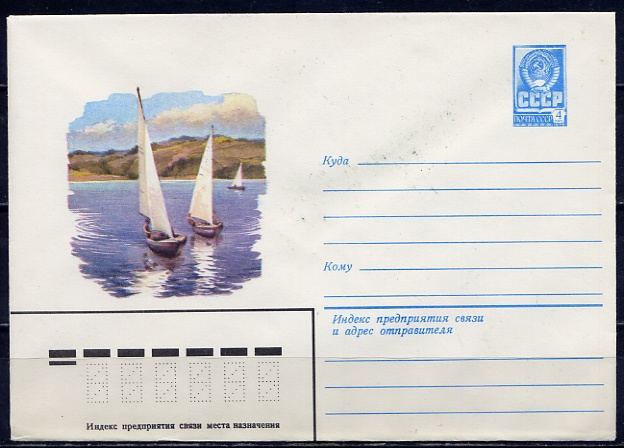 СССР
ПОЧТА СССР
4
Куда
Кому
Индекс предприятия связи
и адрес отправителя
Индекс предприятия связи места назначения